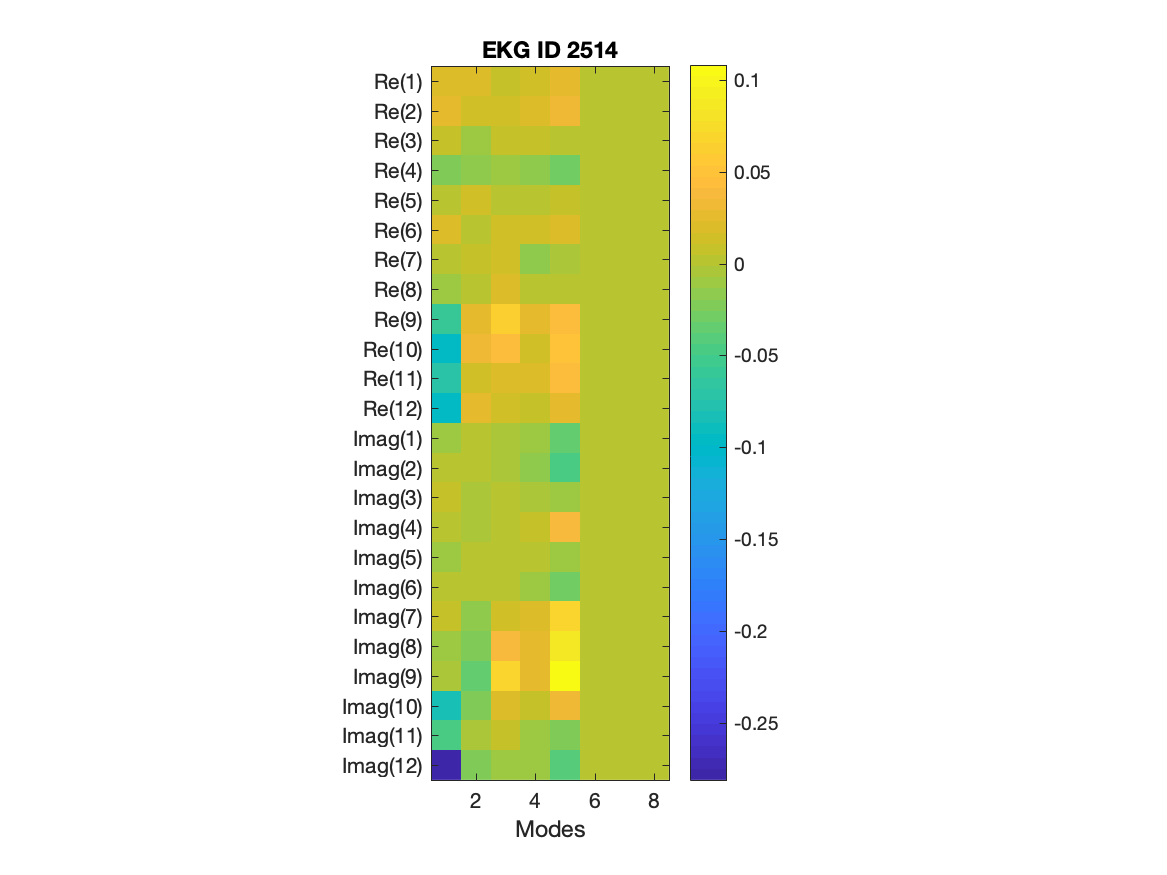 EKG ID 2514
Re(1)
Re(2)
Re(3)
Re(4)
Re(5)
Re(6)
Re(7)
Re(8)
Re(9)
Re(10)
Re(11)
Re(12)
Imag(1)
Imag(2)
Imag(3)
Imag(4)
Imag(5)
Imag(6)
Imag(7)
Imag(8)
Imag(9)
Imag(10)
Imag(11)
Imag(12)
2 4 6 8
Modes
0.1
0.05
0
-0.05
-0.1
-0.15
-0.2
-0.25